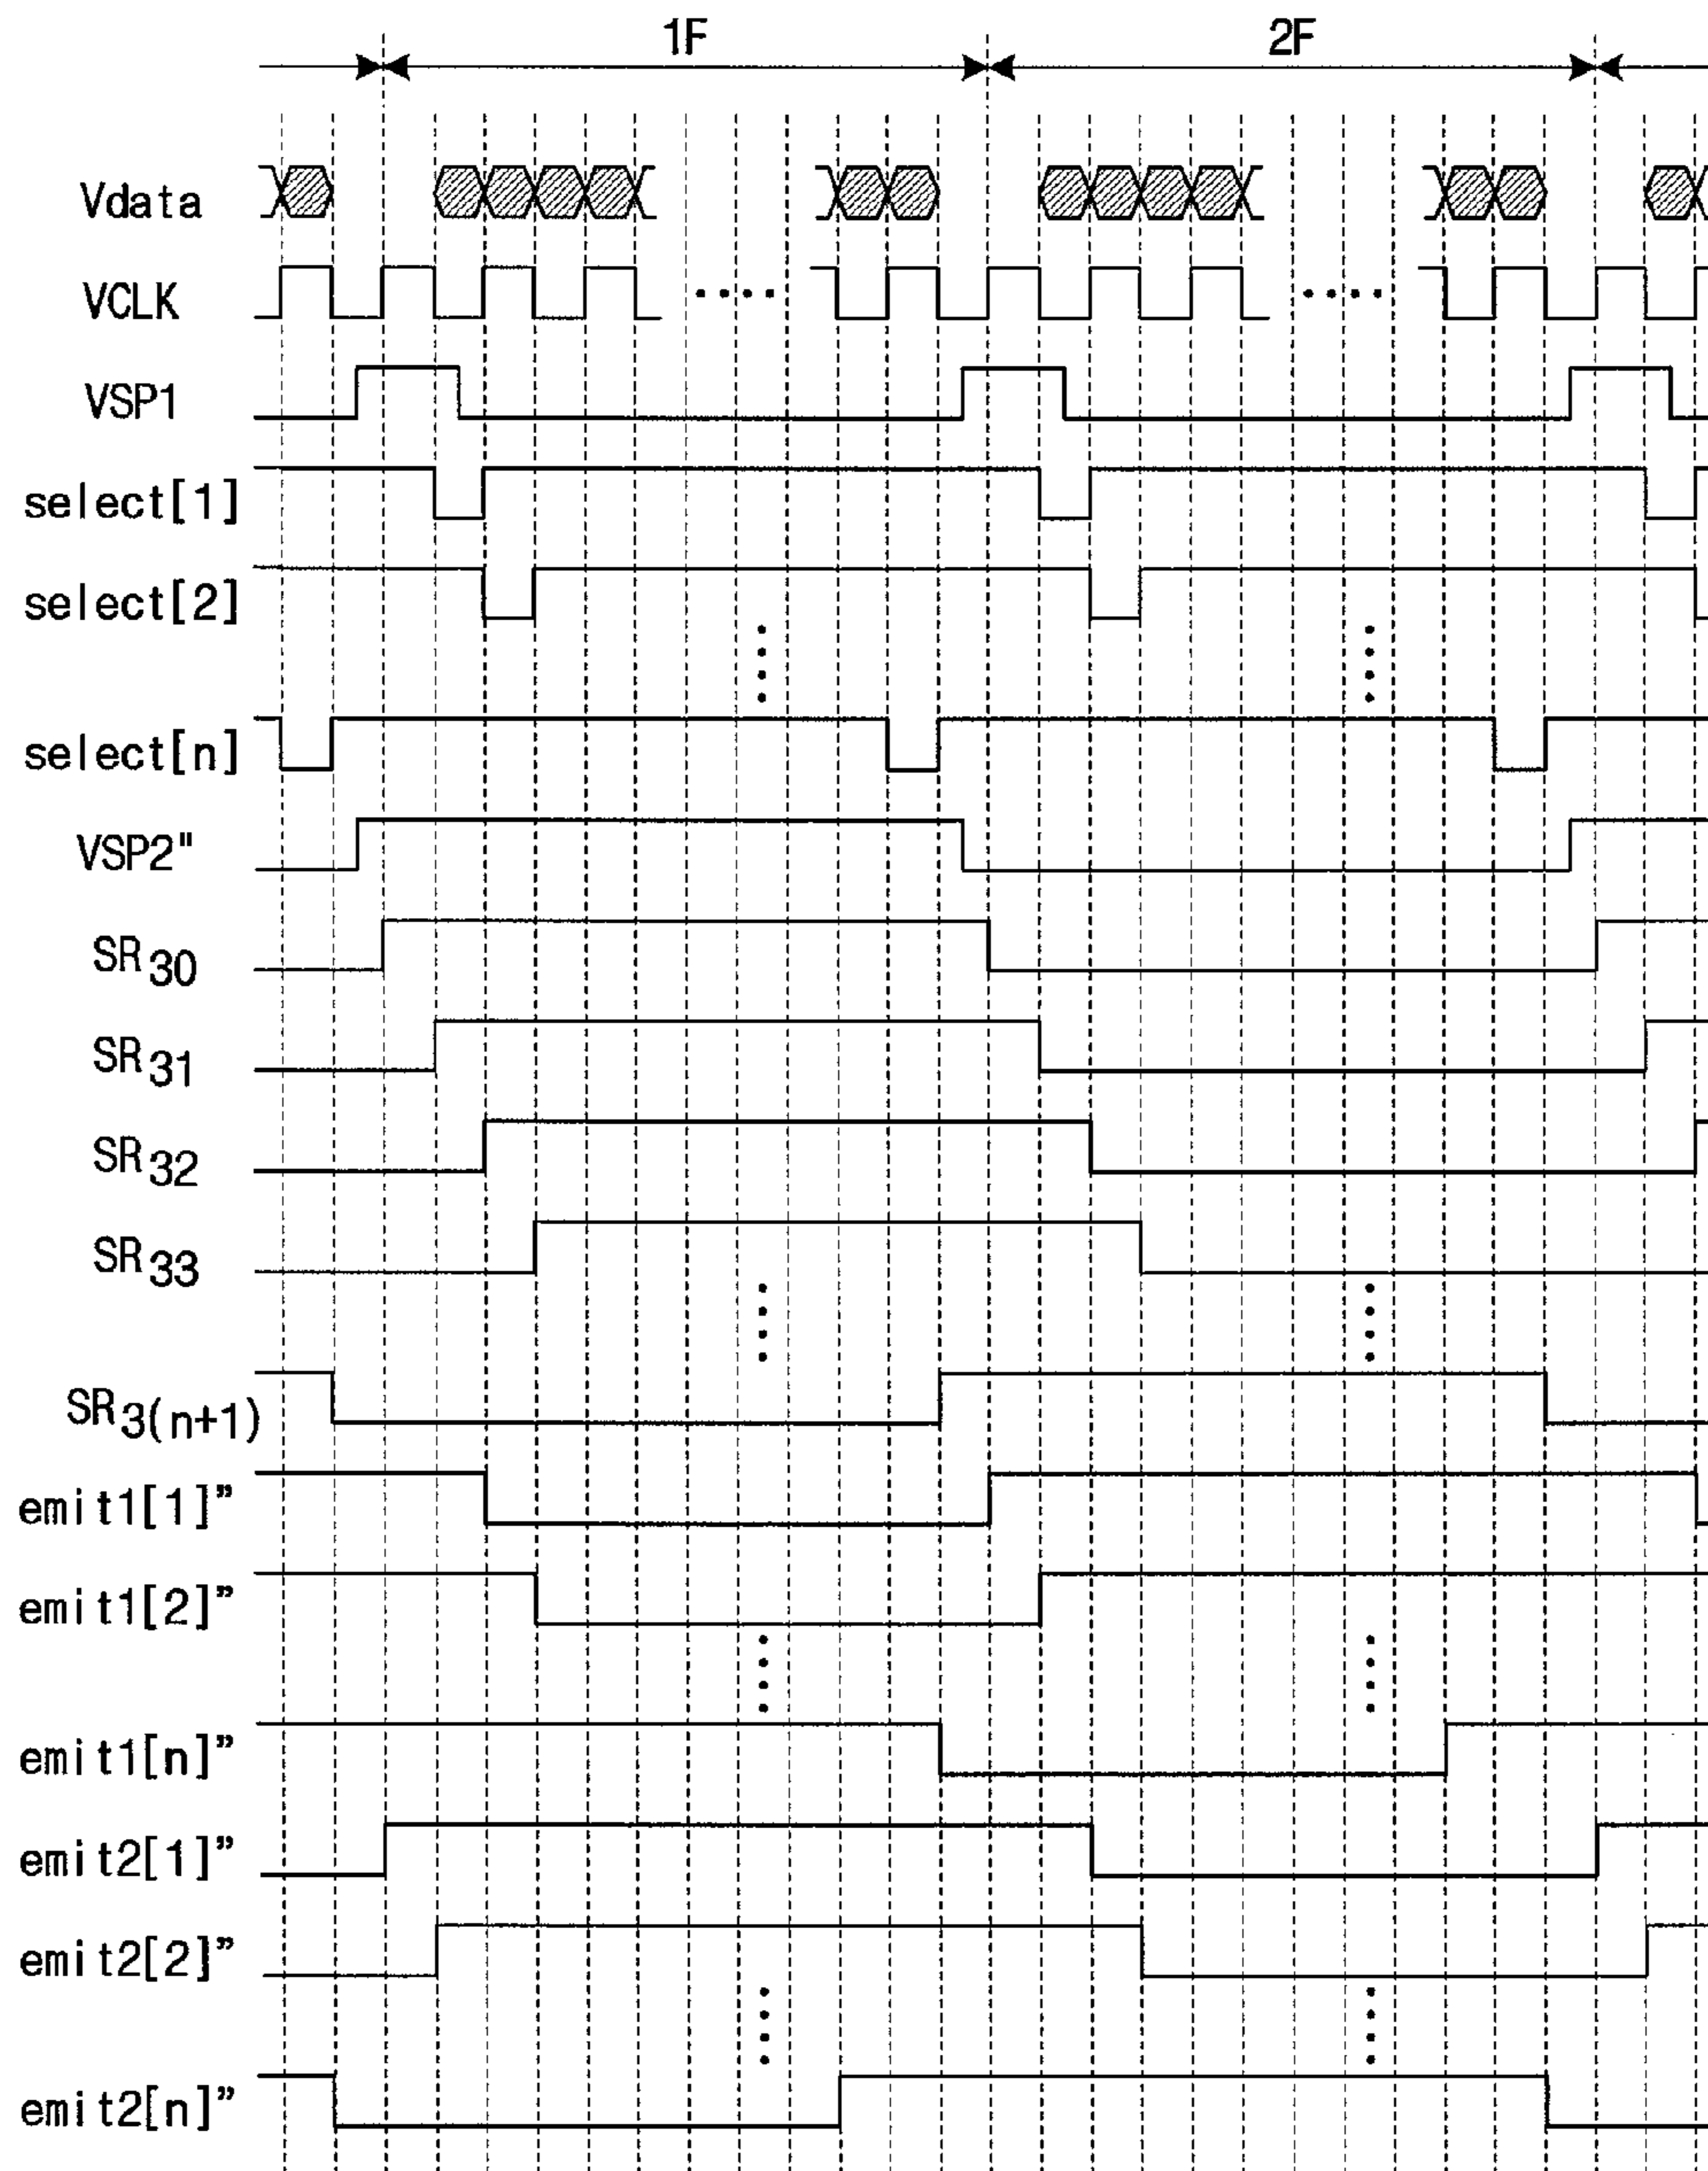 1F 2F
Vdata
VCLK
VSP1
select[1]
select[2]
select[n]
VSP2"
SR30
SR31
SR32
SR33
SR3(n+1)
emit1[1]”
emit1[2]”
emit1[n]”
emit2[1]”
emit2[2]”
emit2[n]”